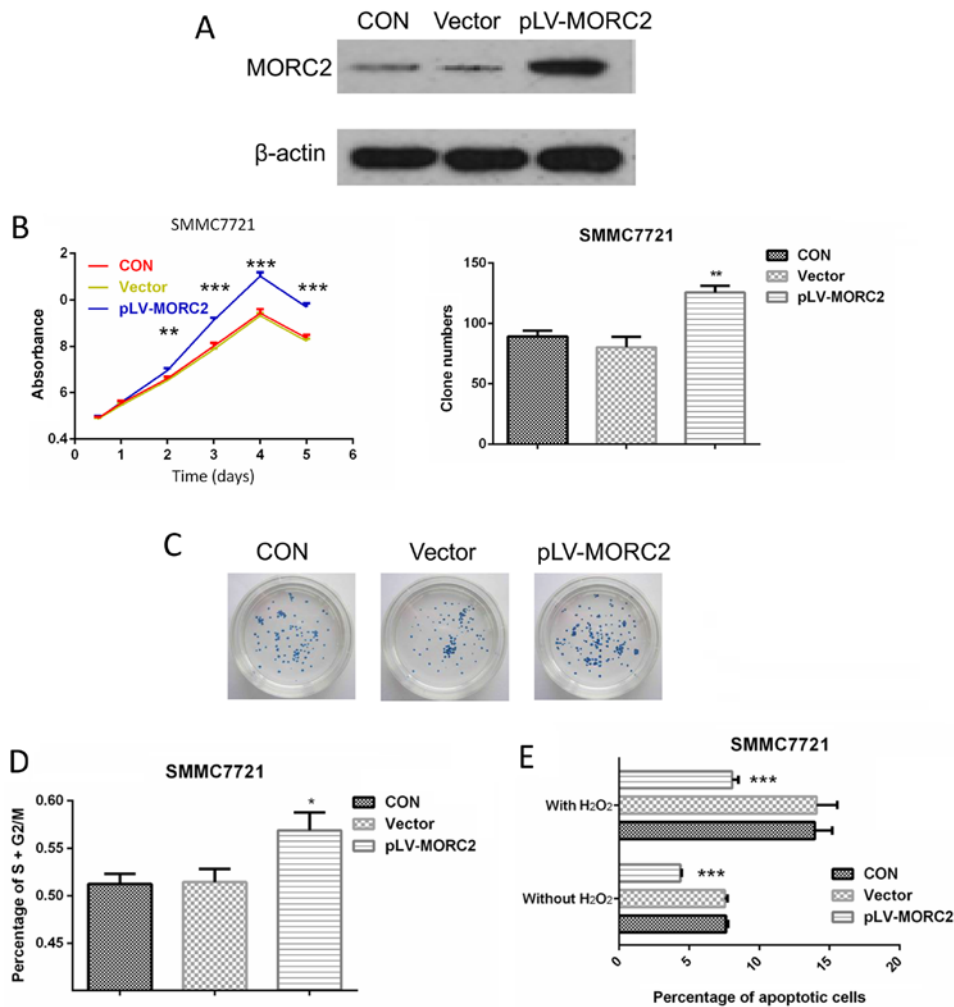 A
CON Vector pLV-MORC2
MORC2
β-actin
B
SMMC7721
CON
Vector
pLV-MORC2
** *** *** ***
Absorbance
2
0
8
6
0.4
1 2 3 4 5 6
Time (days)
SMMC7721
CON
Vector
pLV-MORC2
**
Clone numbers
150
100
50
0
C
CON Vector pLV-MORC2
D
SMMC7721
CON
Vector
pLV-MORC2
*
Percentage of S + G2/M
0.60
0.55
0.50
0.45
E
SMMC7721
With H₂O₂
***
Without H₂O₂
***
CON
Vector
pLV-MORC2
0 5 10 15 20
Percentage of apoptotic cells